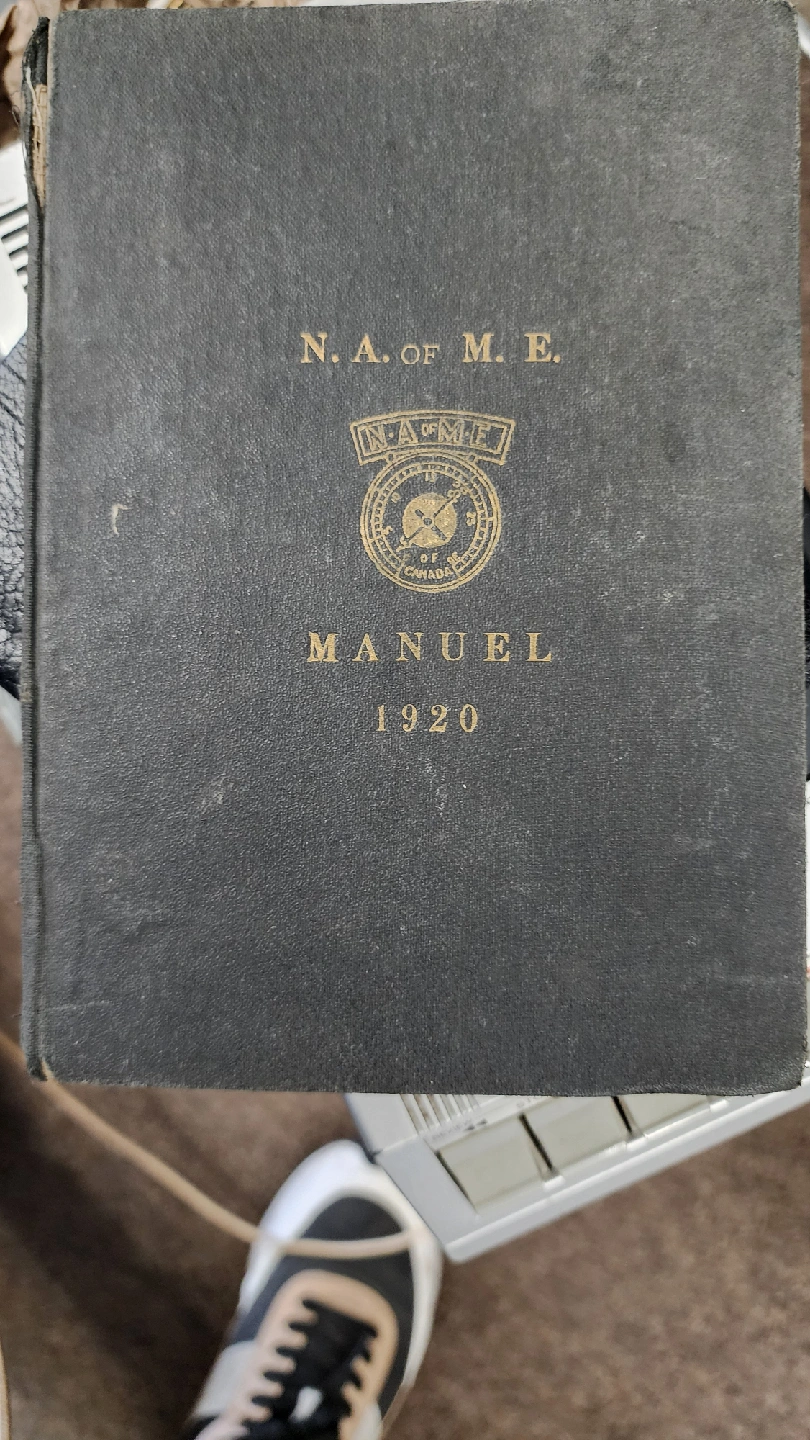 N. A. OF M. E.
N·A OF M·E
OF
CANADA
MANUEL
1920